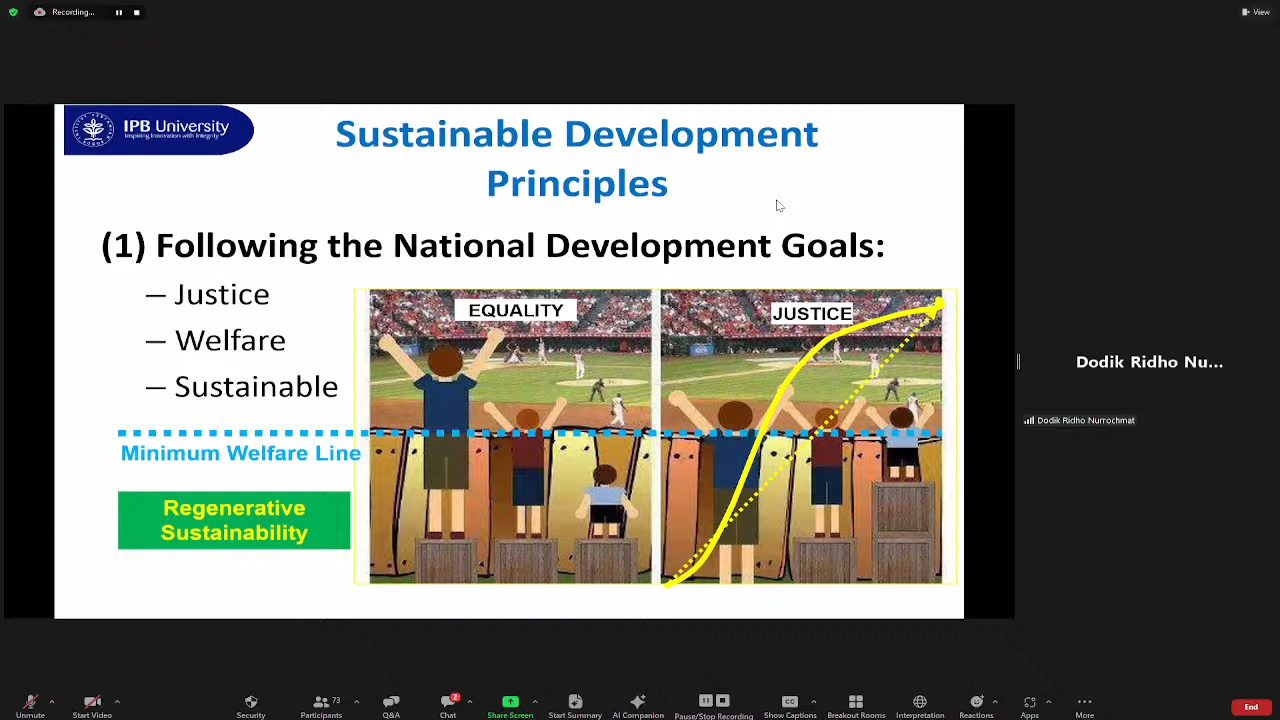 Recording...
View
IPB University
Inspiring Innovation with Integrity
Sustainable Development
Principles
(1) Following the National Development Goals:
– Justice
– Welfare
– Sustainable
EQUALITY
JUSTICE
Minimum Welfare Line
Regenerative
Sustainability
Dodik Ridho Nu...
Dodik Ridho Nurrochmat
Unmute
Start Video
Security
Participants
73
Q&A
Chat
2
Share Screen
Start Summary
AI Companion
Pause/Stop Recording
Show Captions
Breakout Rooms
Interpretation
Reactions
Apps
More
End